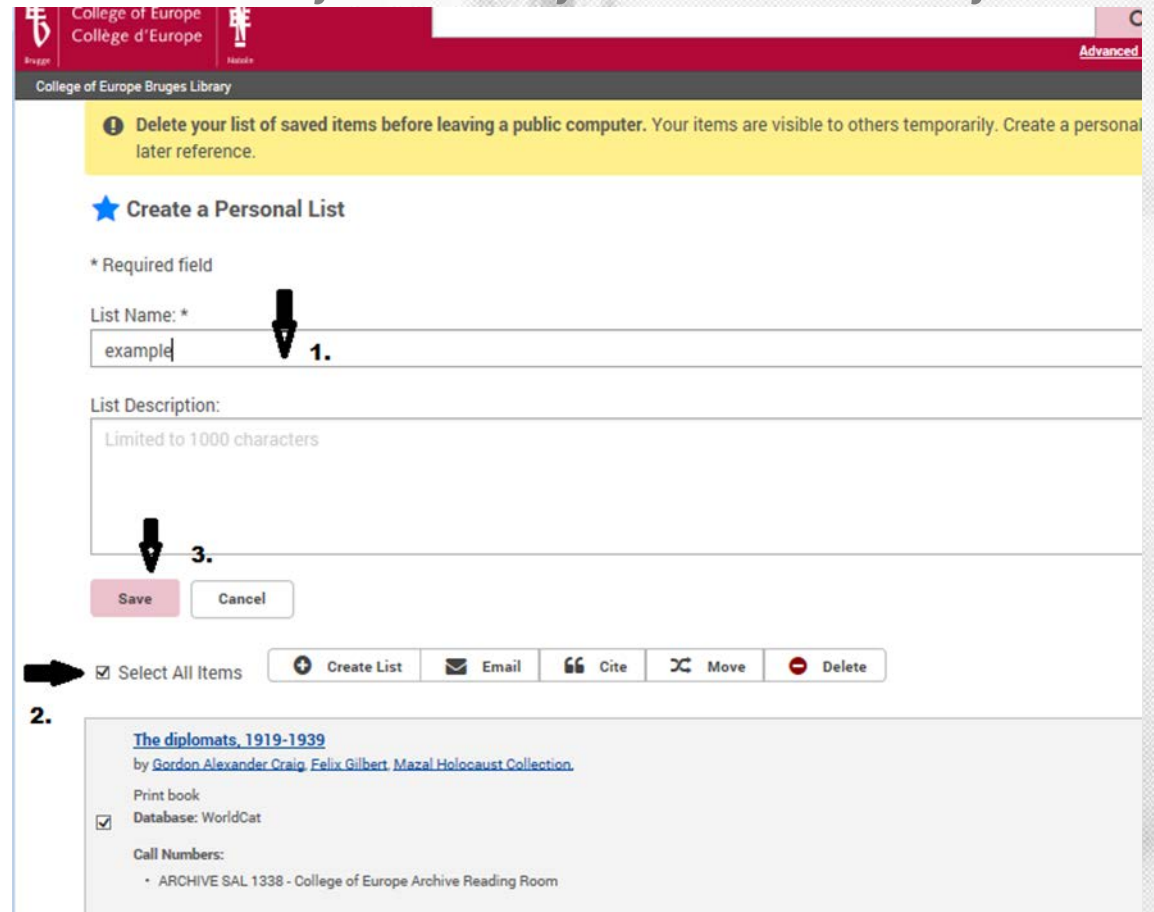 College of Europe
Collège d'Europe
Brugge
Natolin
Advanced
College of Europe Bruges Library
Delete your list of saved items before leaving a public computer. Your items are visible to others temporarily. Create a personal
later reference.
Create a Personal List
* Required field
List Name: *
example
1.
List Description:
Limited to 1000 characters
3.
Save Cancel
Select All Items Create List Email Cite Move Delete
2.
The diplomats, 1919-1939
by Gordon Alexander Craig, Felix Gilbert, Mazal Holocaust Collection.
Print book
Database: WorldCat
Call Numbers:
• ARCHIVE SAL 1338 - College of Europe Archive Reading Room